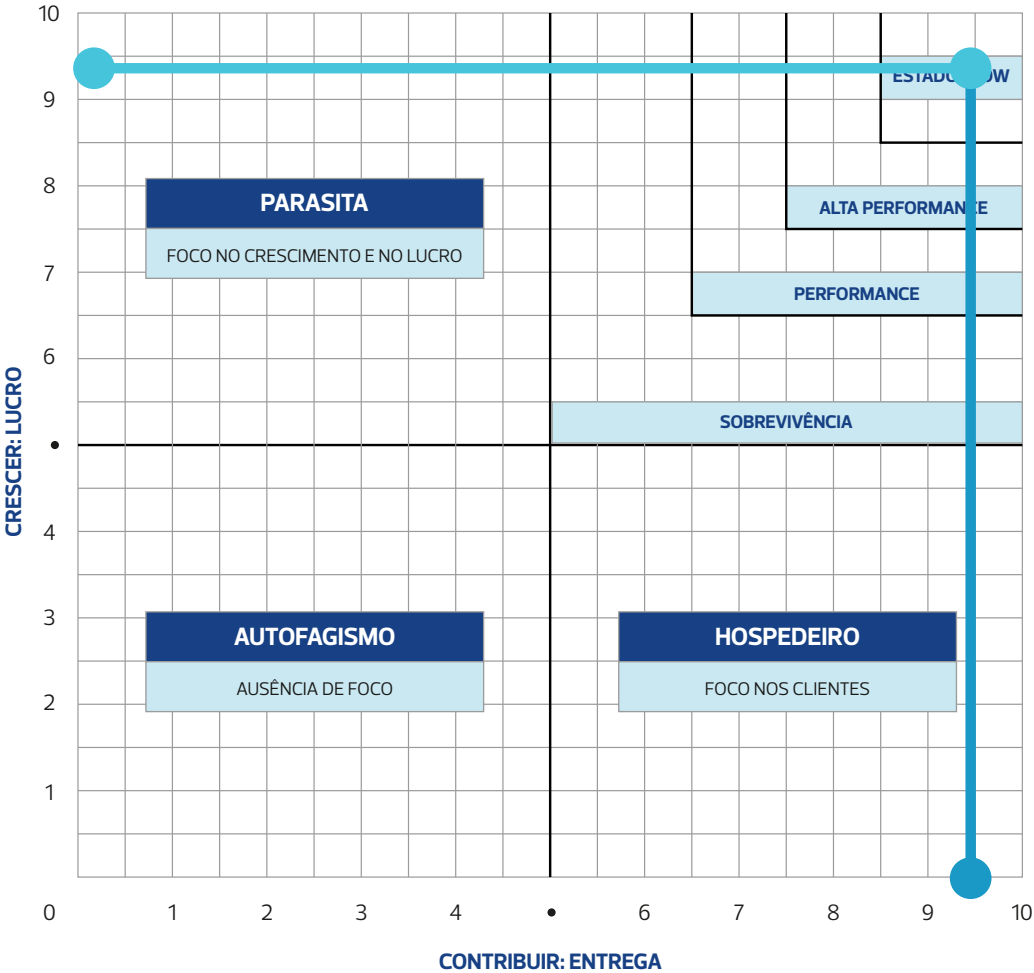 10
9
8
7
6
•
4
3
2
1
0
CRESCER: LUCRO
PARASITA
FOCO NO CRESCIMENTO E NO LUCRO
ALTA PERFORMANCE
PERFORMANCE
SOBREVIVÊNCIA
AUTOFAGISMO
AUSÊNCIA DE FOCO
HOSPEDEIRO
FOCO NOS CLIENTES
1 2 3 4 • 6 7 8 9 10
CONTRIBUIR: ENTREGA